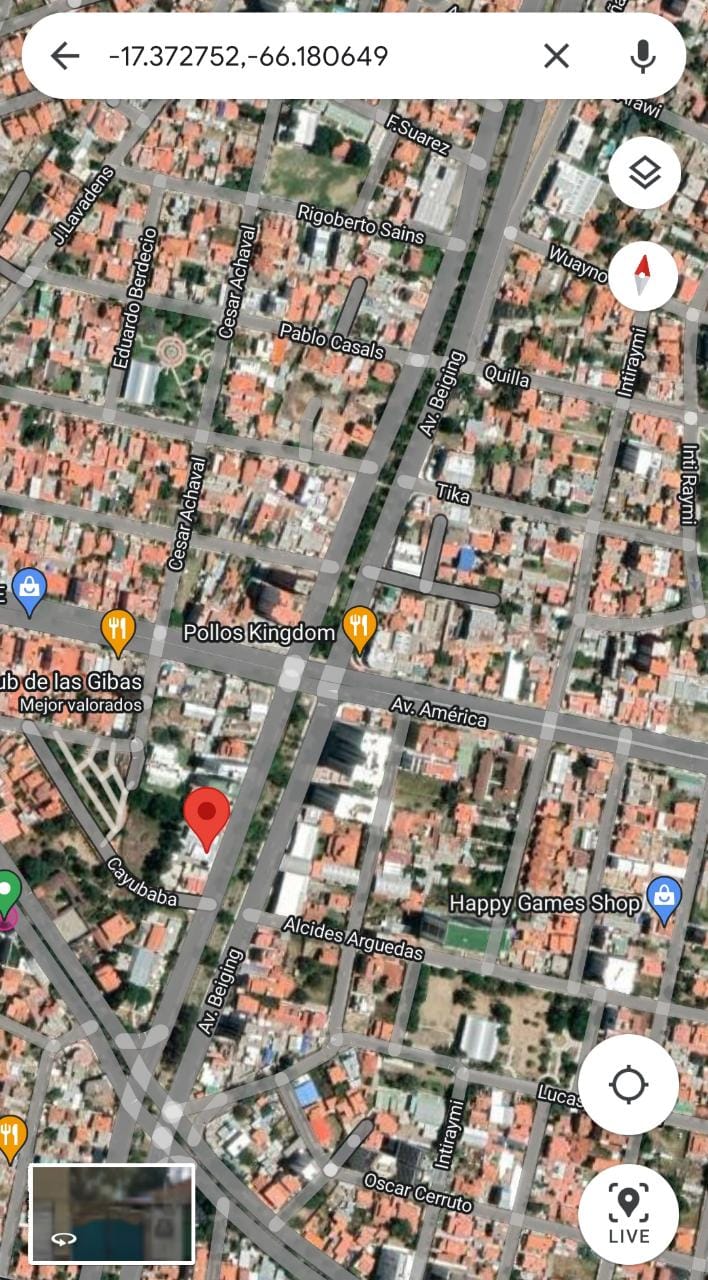 -17.372752,-66.180649
Arawi
F.Suarez
JlLavadens
Rigoberto Sains
Wuayno
Eduardo Berdecio
Cesar Achaval
Pablo Casals
Intiraymi
Av. Beiging
Quilla
Inti Raymi
Cesar Achaval
Tika
E
Pollos Kingdom
ub de las Gibas
Mejor valorados
Av. América
Cayubaba
Happy Games Shop
Alcides Arguedas
Av. Beiging
Lucas
Intiraymi
Oscar Cerruto
LIVE